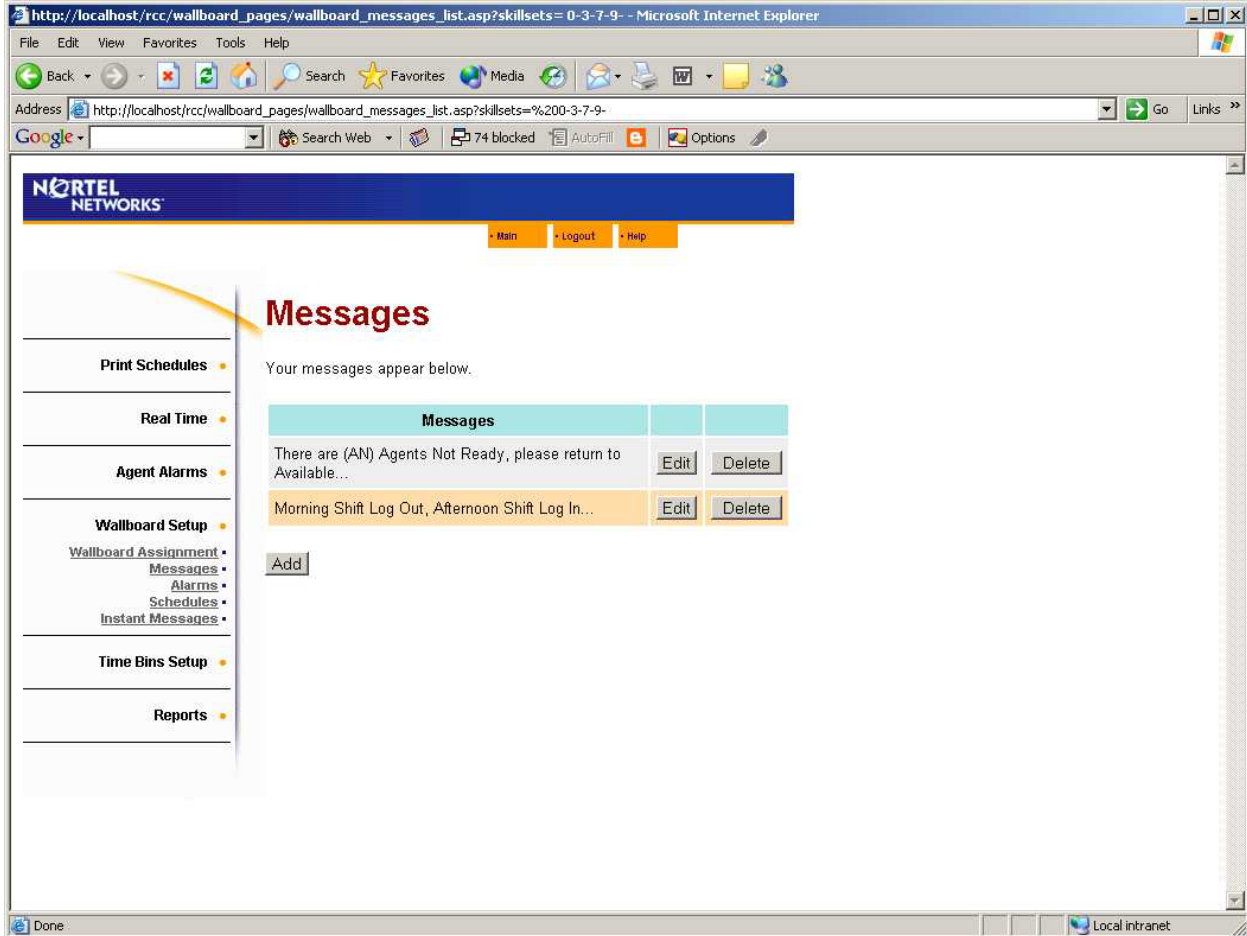 http://localhost/rcc/wallboard_pages/wallboard_messages_list.asp?skillsets= 0-3-7-9- - Microsoft Internet Explorer
File Edit View Favorites Tools Help
Back Search Favorites Media
Address http://localhost/rcc/wallboard_pages/wallboard_messages_list.asp?skillsets=%200-3-7-9- Go Links »
Google Search Web 74 blocked AutoFill Options
NORTEL
NETWORKS
Main Logout Help
Messages
Print Schedules
Your messages appear below.
Real Time
Messages
Agent Alarms
There are (AN) Agents Not Ready, please return to
Available...
Edit Delete
Wallboard Setup
Morning Shift Log Out, Afternoon Shift Log In...
Edit Delete
Wallboard Assignment
Messages
Alarms
Schedules
Instant Messages
Add
Time Bins Setup
Reports
Done
Local intranet